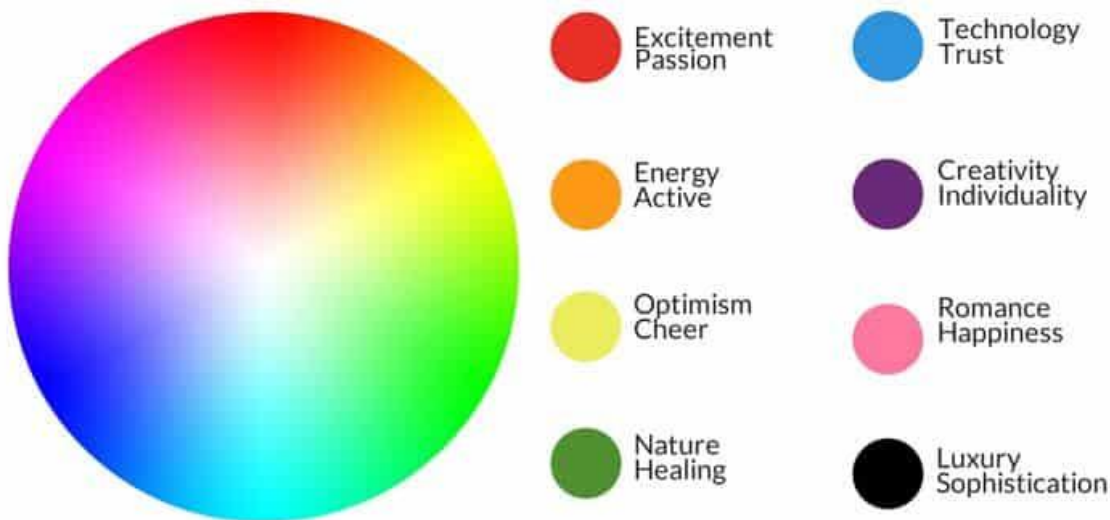 Excitement
Passion
Technology
Trust
Energy
Active
Creativity
Individuality
Optimism
Cheer
Romance
Happiness
Nature
Healing
Luxury
Sophistication